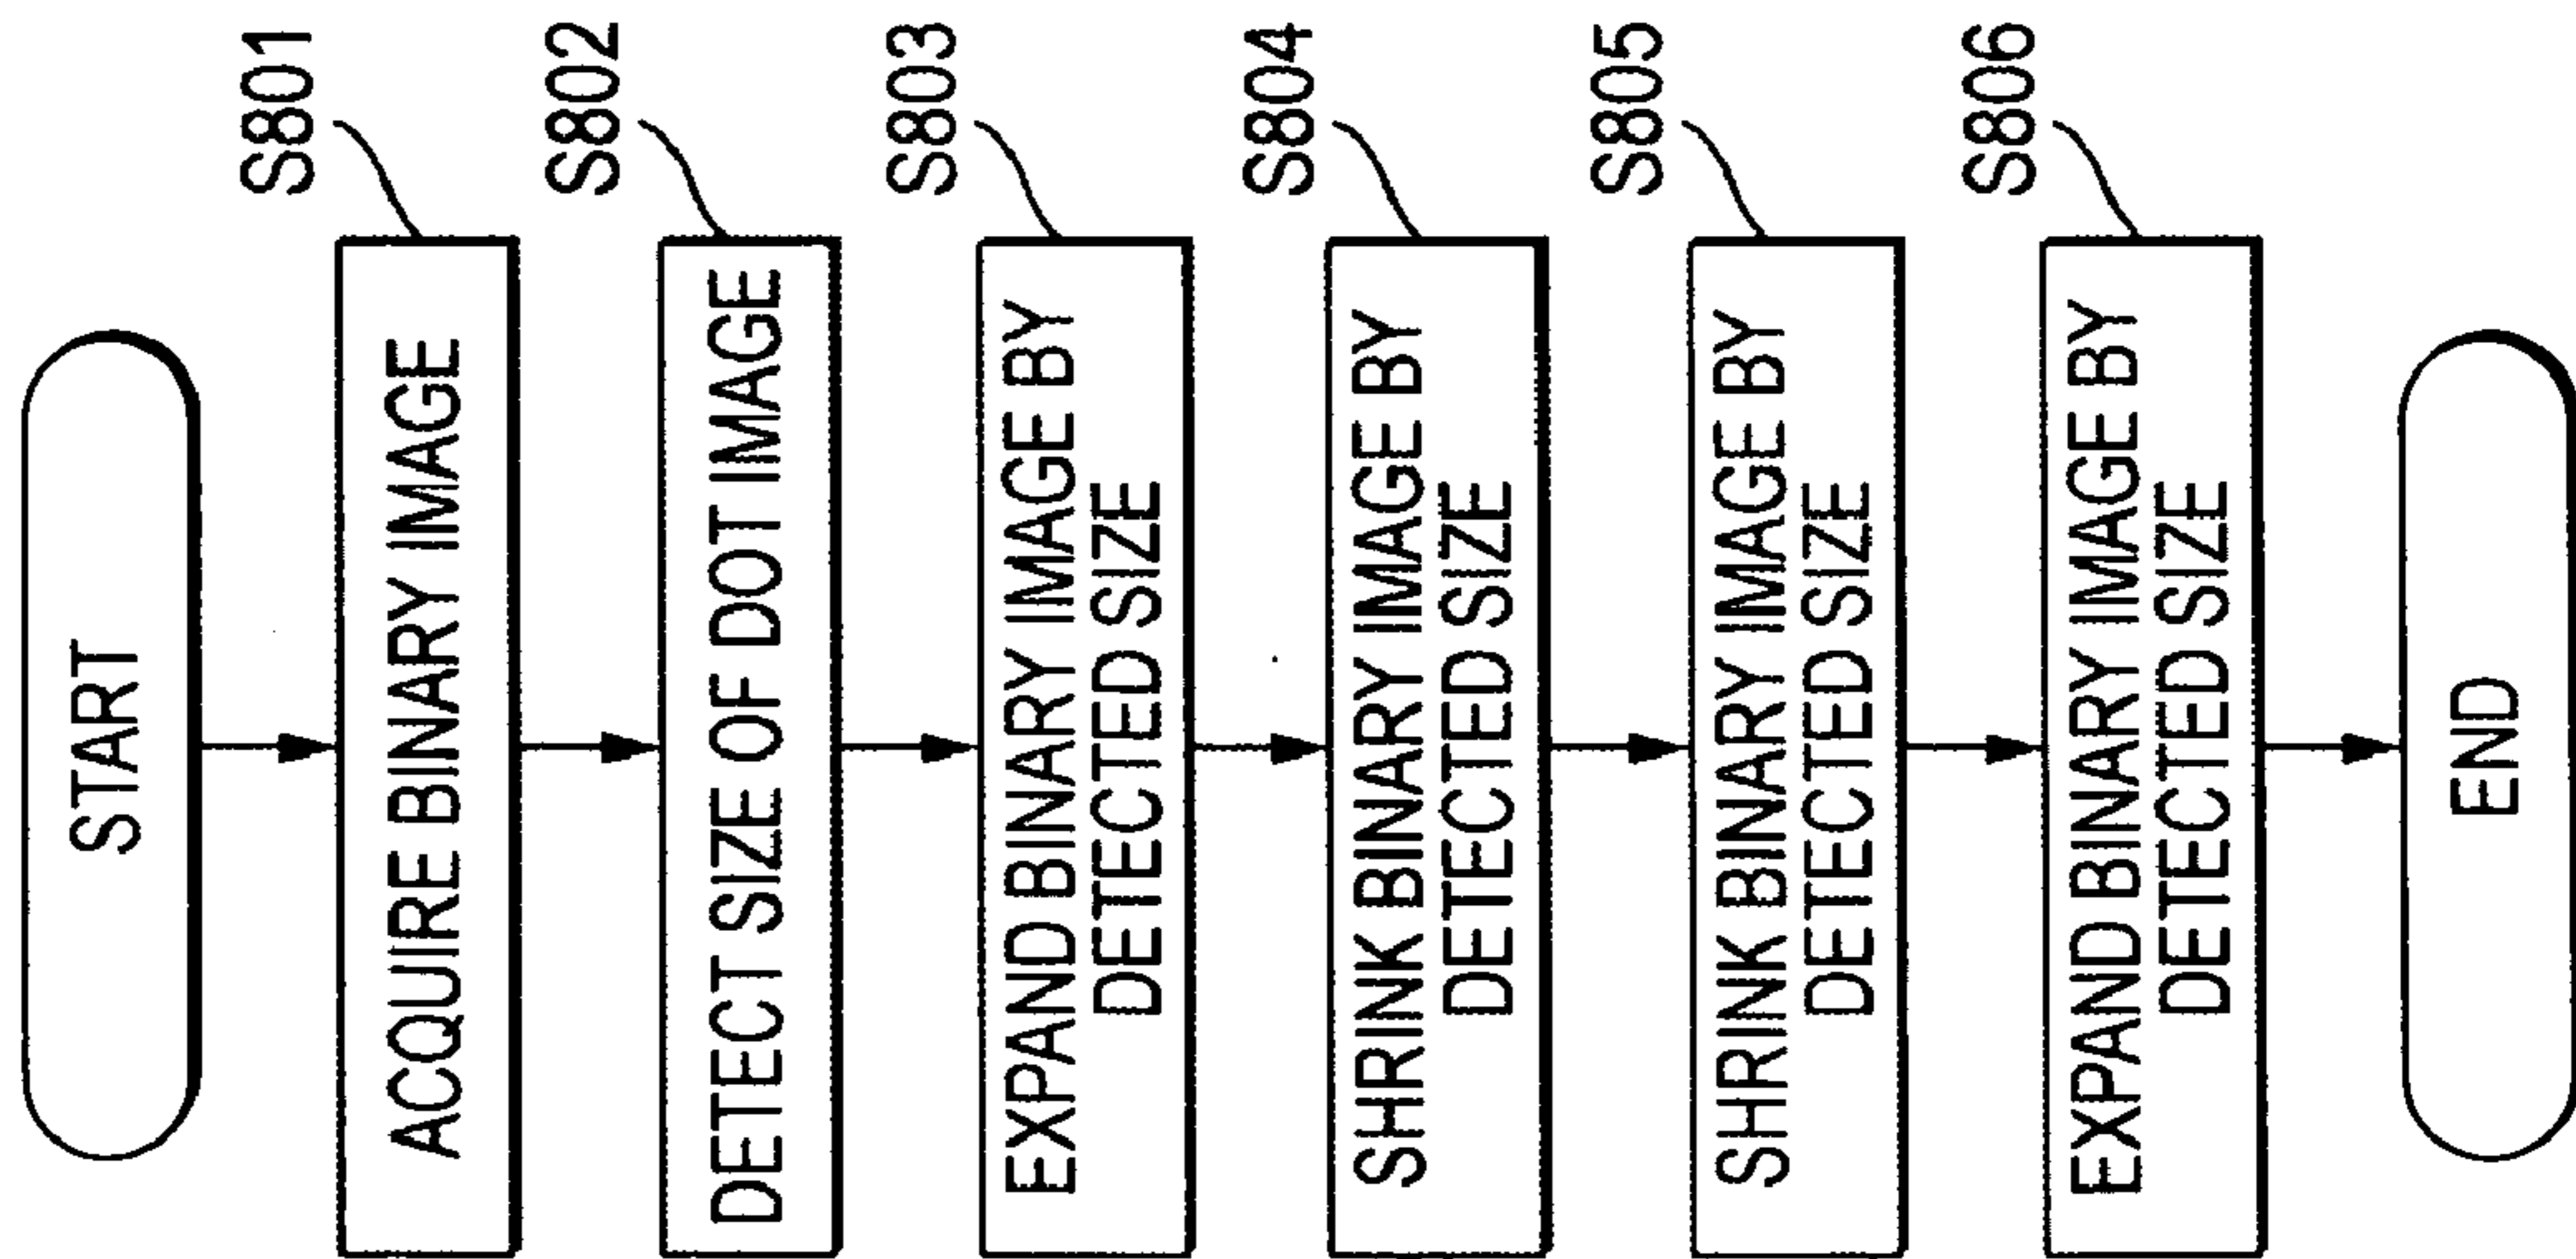 START
S801
ACQUIRE BINARY IMAGE
S802
DETECT SIZE OF DOT IMAGE
S803
EXPAND BINARY IMAGE BY
DETECTED SIZE
S804
SHRINK BINARY IMAGE BY
DETECTED SIZE
S805
SHRINK BINARY IMAGE BY
DETECTED SIZE
S806
EXPAND BINARY IMAGE BY
DETECTED SIZE
END